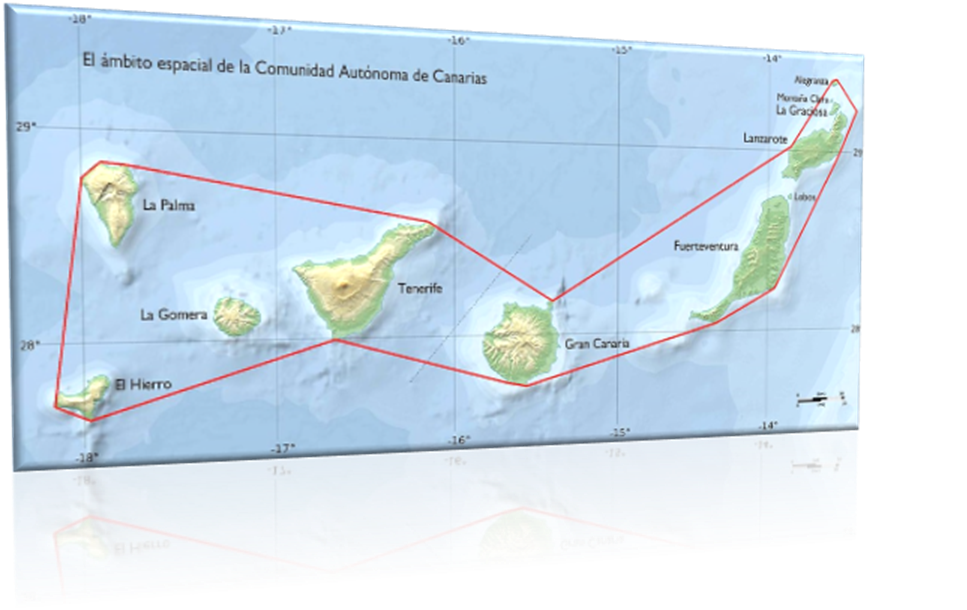 -18°
-17°
-16°
-15°
-14°
El ámbito espacial de la Comunidad Autónoma de Canarias
Alegranza
Montaña Clara
La Graciosa
29°
Lanzarote
29
La Palma
Lobos
Fuerteventura
Tenerife
La Gomera
28°
Gran Canaria
28
El Hierro
-18°
-17°
-16°
-15°
-14°